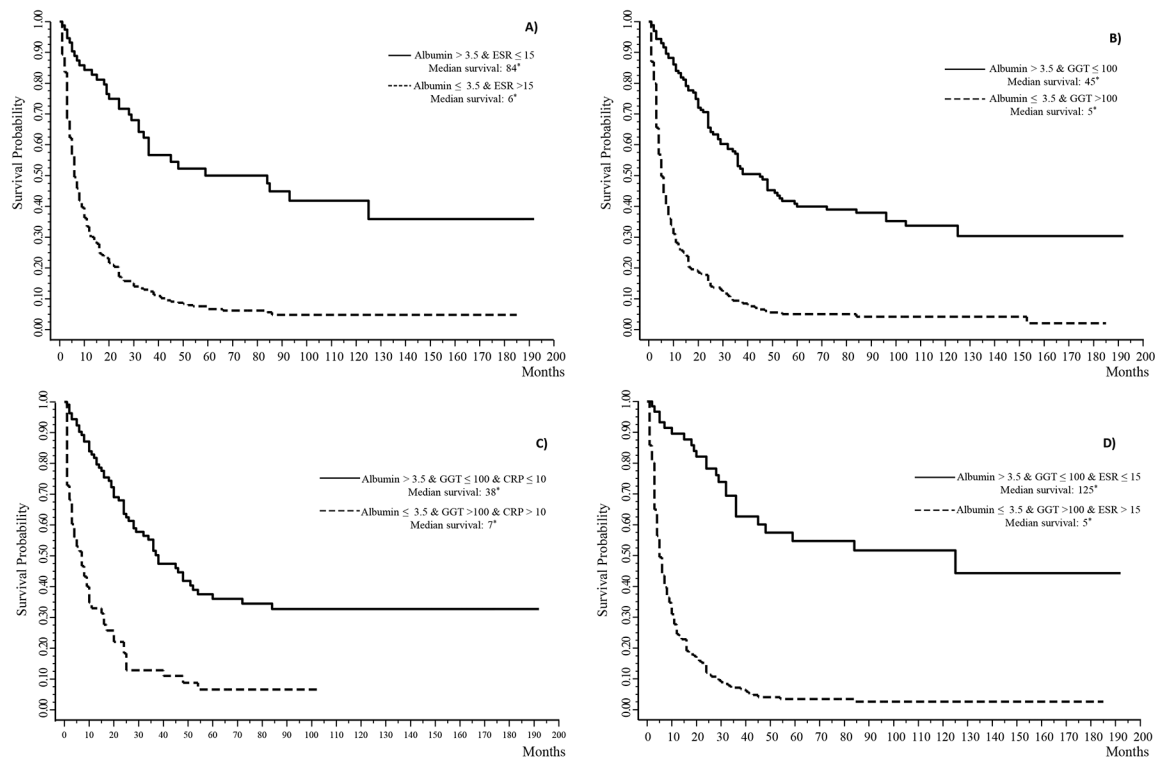 A)
Albumin > 3.5 & ESR ≤ 15
Median survival: 84*
Albumin ≤ 3.5 & ESR >15
Median survival: 6*
Survival Probability
1.00
0.90
0.80
0.70
0.60
0.50
0.40
0.30
0.20
0.10
0.00
0 10 20 30 40 50 60 70 80 90 100 110 120 130 140 150 160 170 180 190 200
Months
B)
Albumin > 3.5 & GGT ≤ 100
Median survival: 45*
Albumin ≤ 3.5 & GGT >100
Median survival: 5*
Survival Probability
1.00
0.90
0.80
0.70
0.60
0.50
0.40
0.30
0.20
0.10
0.00
0 10 20 30 40 50 60 70 80 90 100 110 120 130 140 150 160 170 180 190 200
Months
C)
Albumin > 3.5 & GGT ≤ 100 & CRP ≤ 10
Median survival: 38*
Albumin ≤ 3.5 & GGT >100 & CRP > 10
Median survival: 7*
Survival Probability
1.00
0.90
0.80
0.70
0.60
0.50
0.40
0.30
0.20
0.10
0.00
0 10 20 30 40 50 60 70 80 90 100 110 120 130 140 150 160 170 180 190 200
Months
D)
Albumin > 3.5 & GGT ≤ 100 & ESR ≤ 15
Median survival: 125*
Albumin ≤ 3.5 & GGT >100 & ESR > 15
Median survival: 5*
Survival Probability
1.00
0.90
0.80
0.70
0.60
0.50
0.40
0.30
0.20
0.10
0.00
0 10 20 30 40 50 60 70 80 90 100 110 120 130 140 150 160 170 180 190 200
Months